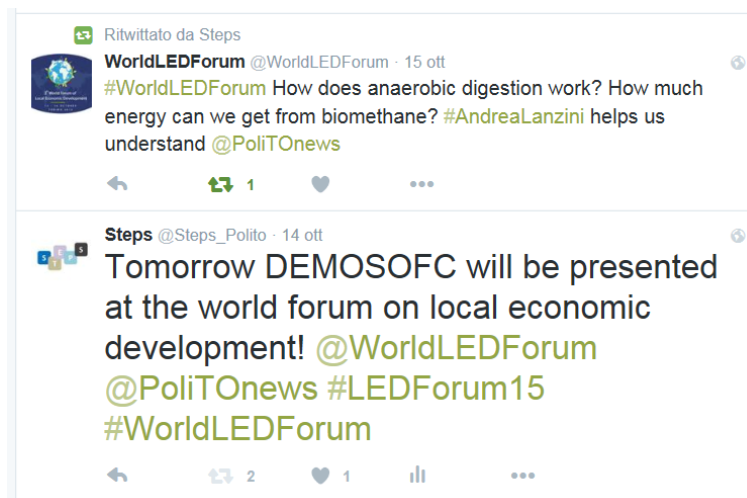 Ritwittato da Steps
WorldLEDForum @WorldLEDForum · 15 ott
#WorldLEDForum How does anaerobic digestion work? How much
energy can we get from biomethane? #AndreaLanzini helps us
understand @PoliTOnews
1
Steps @Steps_Polito · 14 ott
S T E P S
Tomorrow DEMOSOFC will be presented
at the world forum on local economic
development! @WorldLEDForum
@PoliTOnews #LEDForum15
#WorldLEDForum
2 1